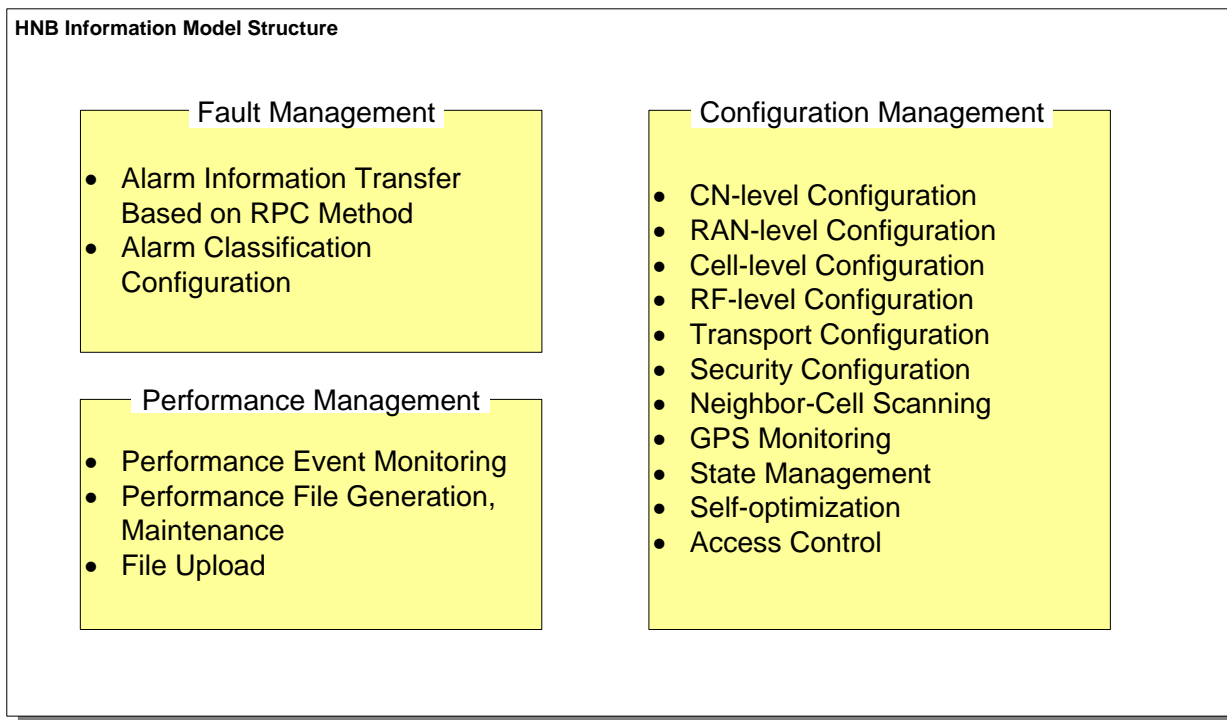 HNB Information Model Structure
Fault Management
• Alarm Information Transfer
Based on RPC Method
• Alarm Classification
Configuration
Performance Management
• Performance Event Monitoring
• Performance File Generation,
Maintenance
• File Upload
Configuration Management
• CN-level Configuration
• RAN-level Configuration
• Cell-level Configuration
• RF-level Configuration
• Transport Configuration
• Security Configuration
• Neighbor-Cell Scanning
• GPS Monitoring
• State Management
• Self-optimization
• Access Control